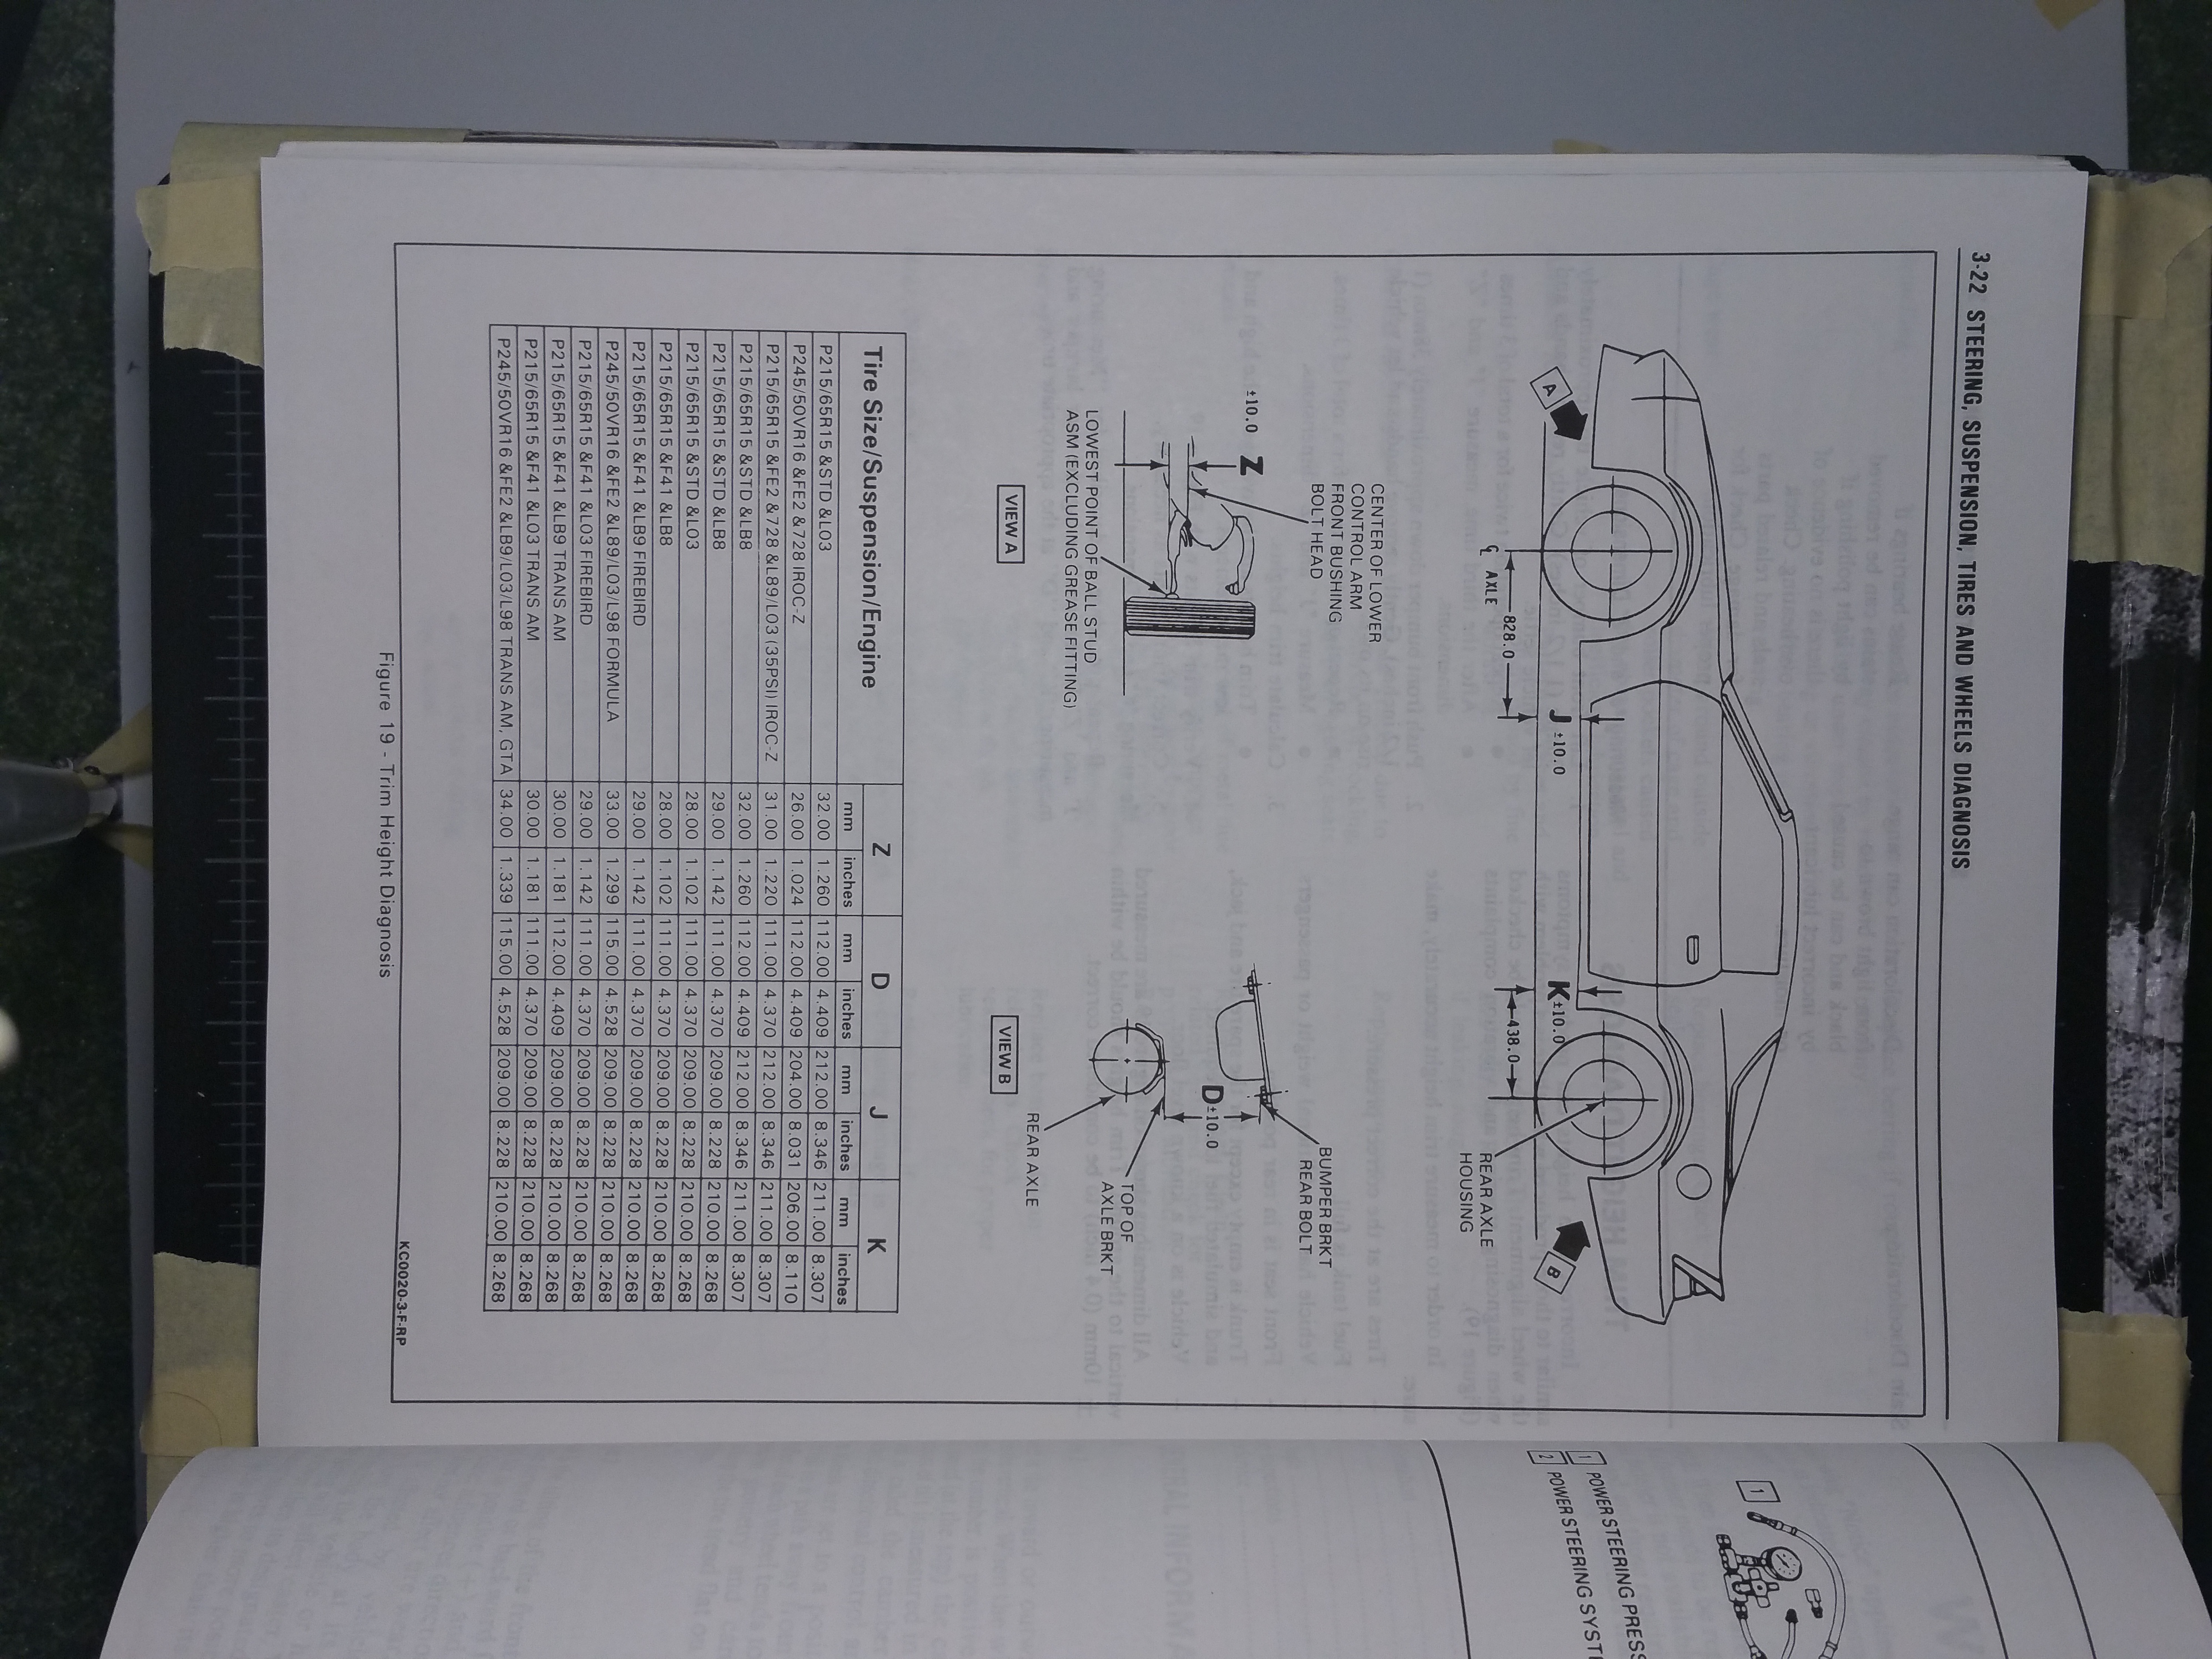 3-22 STEERING, SUSPENSION, TIRES AND WHEELS DIAGNOSIS
A
B
℄ AXLE
828.0
J ±10.0
K ±10.0
438.0
REAR AXLE
HOUSING
±10.0 Z
CENTER OF LOWER
CONTROL ARM
FRONT BUSHING
BOLT HEAD
LOWEST POINT OF BALL STUD
ASM (EXCLUDING GREASE FITTING)
VIEW A
BUMPER BRKT
REAR BOLT
D ±10.0
TOP OF
AXLE BRKT
REAR AXLE
VIEW B
Tire Size/Suspension/Engine Z D J K
mm inches mm inches mm inches mm inches
P215/65R15 &STD &L03 32.00 1.260 112.00 4.409 212.00 8.346 211.00 8.307
P245/50VR16 &FE2 &728 IROC-Z 26.00 1.024 112.00 4.409 204.00 8.031 206.00 8.110
P215/65R15 &FE2 &728 &L89/L03 (35PSI) IROC-Z 31.00 1.220 111.00 4.370 212.00 8.346 211.00 8.307
P215/65R15 &STD &LB8 32.00 1.260 112.00 4.409 212.00 8.346 211.00 8.307
P215/65R15 &STD &LB8 29.00 1.142 111.00 4.370 209.00 8.228 210.00 8.268
P215/65R15 &STD &L03 28.00 1.102 111.00 4.370 209.00 8.228 210.00 8.268
P215/65R15 &F41 &LB8 28.00 1.102 111.00 4.370 209.00 8.228 210.00 8.268
P215/65R15 &F41 &LB9 FIREBIRD 29.00 1.142 111.00 4.370 209.00 8.228 210.00 8.268
P245/50VR16 &FE2 &L89/L03/L98 FORMULA 33.00 1.299 115.00 4.528 209.00 8.228 210.00 8.268
P215/65R15 &F41 &L03 FIREBIRD 29.00 1.142 111.00 4.370 209.00 8.228 210.00 8.268
P215/65R15 &F41 &LB9 TRANS AM 30.00 1.181 112.00 4.409 209.00 8.228 210.00 8.268
P215/65R15 &F41 &L03 TRANS AM 30.00 1.181 111.00 4.370 209.00 8.228 210.00 8.268
P245/50VR16 &FE2 &LB9/L03/L98 TRANS AM, GTA 34.00 1.339 115.00 4.528 209.00 8.228 210.00 8.268
KC0020-3-F-RP
Figure 19 - Trim Height Diagnosis
1
1 POWER STEERING
2 POWER STEERING